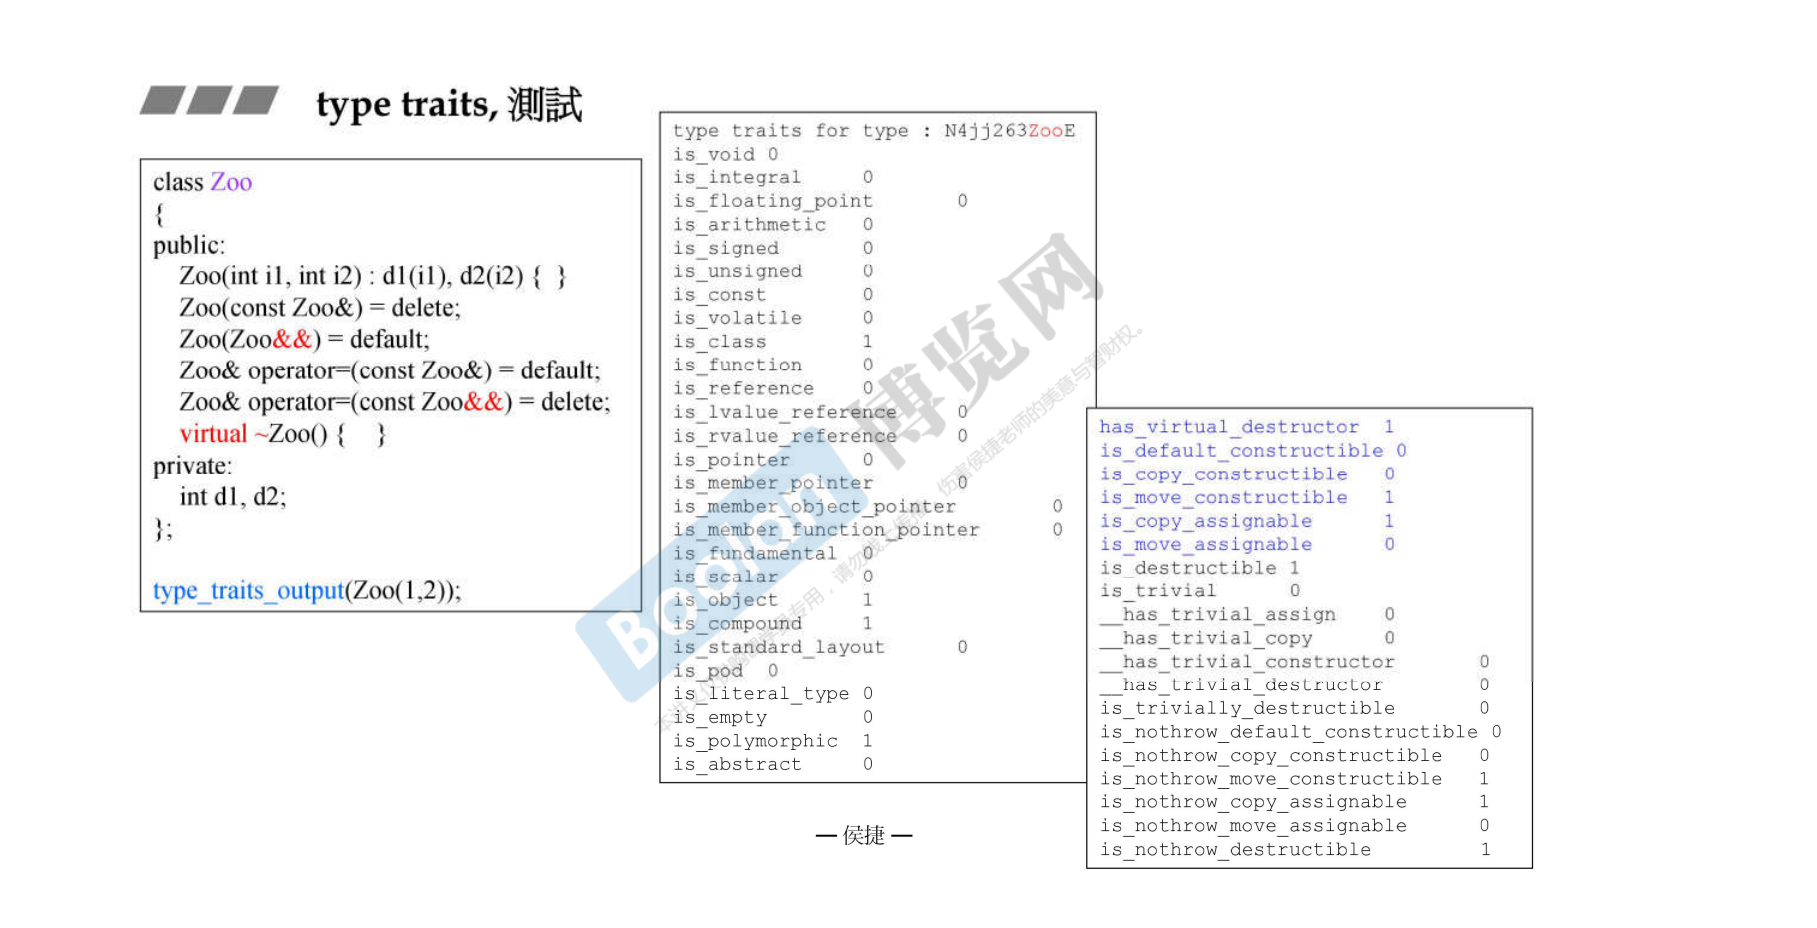 type traits, 測試
class Zoo
{
public:
Zoo(int i1, int i2) : d1(i1), d2(i2) { }
Zoo(const Zoo&) = delete;
Zoo(Zoo&&) = default;
Zoo& operator=(const Zoo&) = default;
Zoo& operator=(const Zoo&&) = delete;
virtual ~Zoo() { }
private:
int d1, d2;
};
type_traits_output(Zoo(1,2));
type traits for type : N4jj263ZooE
is_void 0
is_integral 0
is_floating_point 0
is_arithmetic 0
is_signed 0
is_unsigned 0
is_const 0
is_volatile 0
is_class 1
is_function 0
is_reference 0
is_lvalue_reference 0
is_rvalue_reference 0
is_pointer 0
is_member_pointer 0
is_member_object_pointer 0
is_member_function_pointer 0
is_fundamental 0
is_scalar 0
is_object 1
is_compound 1
is_standard_layout 0
is_pod 0
is_literal_type 0
is_empty 0
is_polymorphic 1
is_abstract 0
has_virtual_destructor 1
is_default_constructible 0
is_copy_constructible 0
is_move_constructible 1
is_copy_assignable 1
is_move_assignable 0
is_destructible 1
is_trivial 0
__has_trivial_assign 0
__has_trivial_copy 0
__has_trivial_constructor 0
__has_trivial_destructor 0
is_trivially_destructible 0
is_nothrow_default_constructible 0
is_nothrow_copy_constructible 0
is_nothrow_move_constructible 1
is_nothrow_copy_assignable 1
is_nothrow_move_assignable 0
is_nothrow_destructible 1
— 侯捷 —
Boolan
博览网
伤害侯捷老师的美意与智财权。